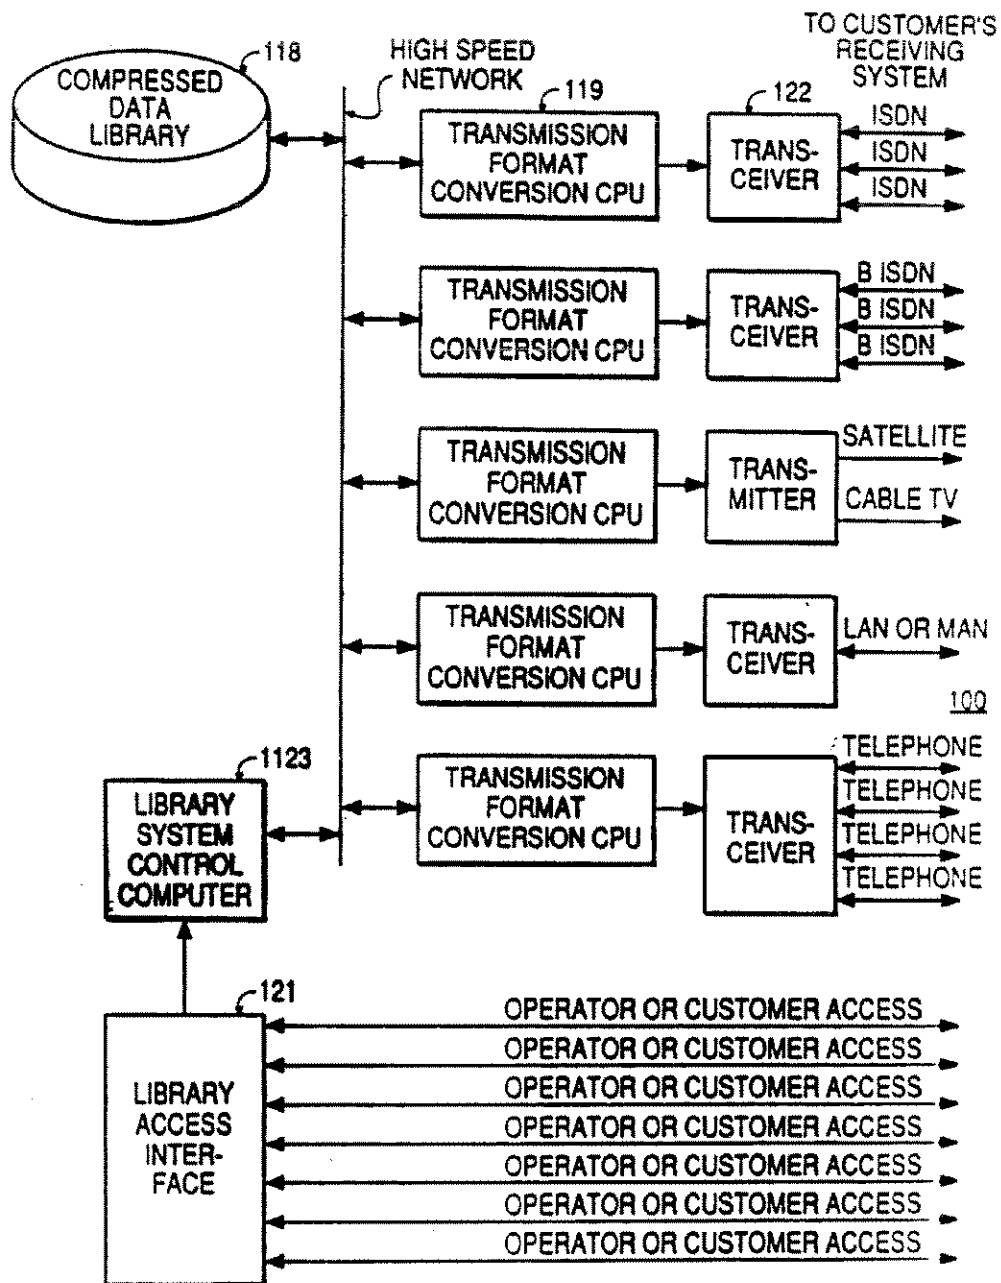 TO CUSTOMER'S
RECEIVING
SYSTEM
118
COMPRESSED
DATA
LIBRARY
HIGH SPEED
NETWORK
119
TRANSMISSION
FORMAT
CONVERSION CPU
122
TRANS-
CEIVER
ISDN
ISDN
ISDN
TRANSMISSION
FORMAT
CONVERSION CPU
TRANS-
CEIVER
B ISDN
B ISDN
B ISDN
TRANSMISSION
FORMAT
CONVERSION CPU
TRANS-
MITTER
SATELLITE
CABLE TV
TRANSMISSION
FORMAT
CONVERSION CPU
TRANS-
CEIVER
LAN OR MAN
100
1123
LIBRARY
SYSTEM
CONTROL
COMPUTER
TRANSMISSION
FORMAT
CONVERSION CPU
TRANS-
CEIVER
TELEPHONE
TELEPHONE
TELEPHONE
TELEPHONE
121
LIBRARY
ACCESS
INTER-
FACE
OPERATOR OR CUSTOMER ACCESS
OPERATOR OR CUSTOMER ACCESS
OPERATOR OR CUSTOMER ACCESS
OPERATOR OR CUSTOMER ACCESS
OPERATOR OR CUSTOMER ACCESS
OPERATOR OR CUSTOMER ACCESS
OPERATOR OR CUSTOMER ACCESS